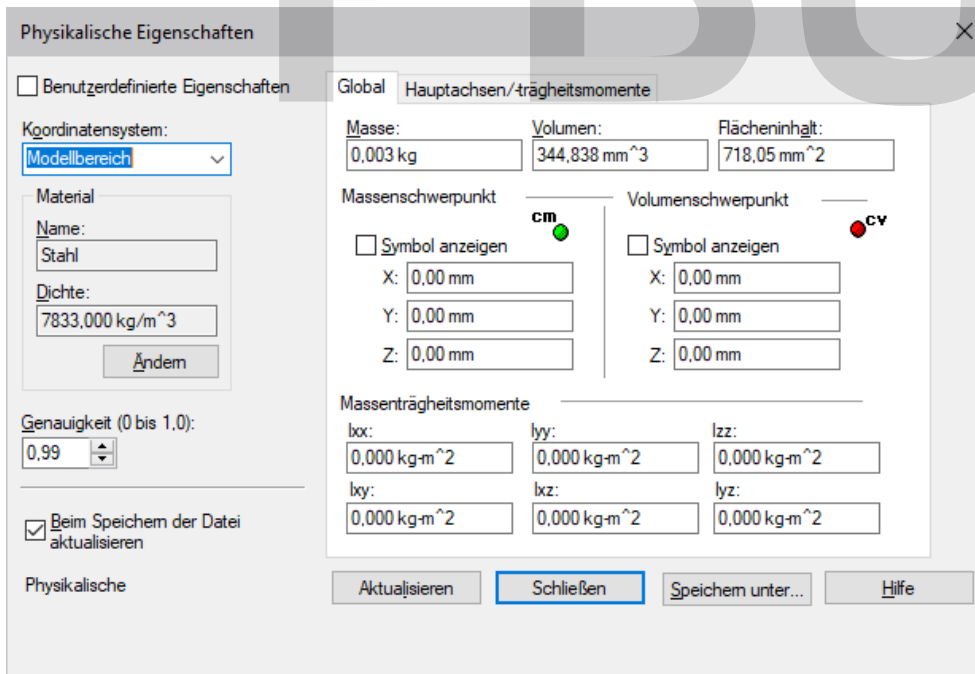 Physikalische Eigenschaften
Benutzerdefinierte Eigenschaften
Koordinatensystem:
Modellbereich
Material
Name:
Stahl
Dichte:
7833,000 kg/m^3
Ändern
Genauigkeit (0 bis 1,0):
0,99
Beim Speichern der Datei
aktualisieren
Physikalische
Global Hauptachsen/-trägheitsmomente
Masse: Volumen: Flächeninhalt:
0,003 kg 344,838 mm^3 718,05 mm^2
Massenschwerpunkt
cm
Symbol anzeigen
X: 0,00 mm
Y: 0,00 mm
Z: 0,00 mm
Volumenschwerpunkt
cv
Symbol anzeigen
X: 0,00 mm
Y: 0,00 mm
Z: 0,00 mm
Massenträgheitsmomente
Ixx: Iyy: Izz:
0,000 kg-m^2 0,000 kg-m^2 0,000 kg-m^2
Ixy: Ixz: Iyz:
0,000 kg-m^2 0,000 kg-m^2 0,000 kg-m^2
Aktualisieren Schließen Speichern unter... Hilfe